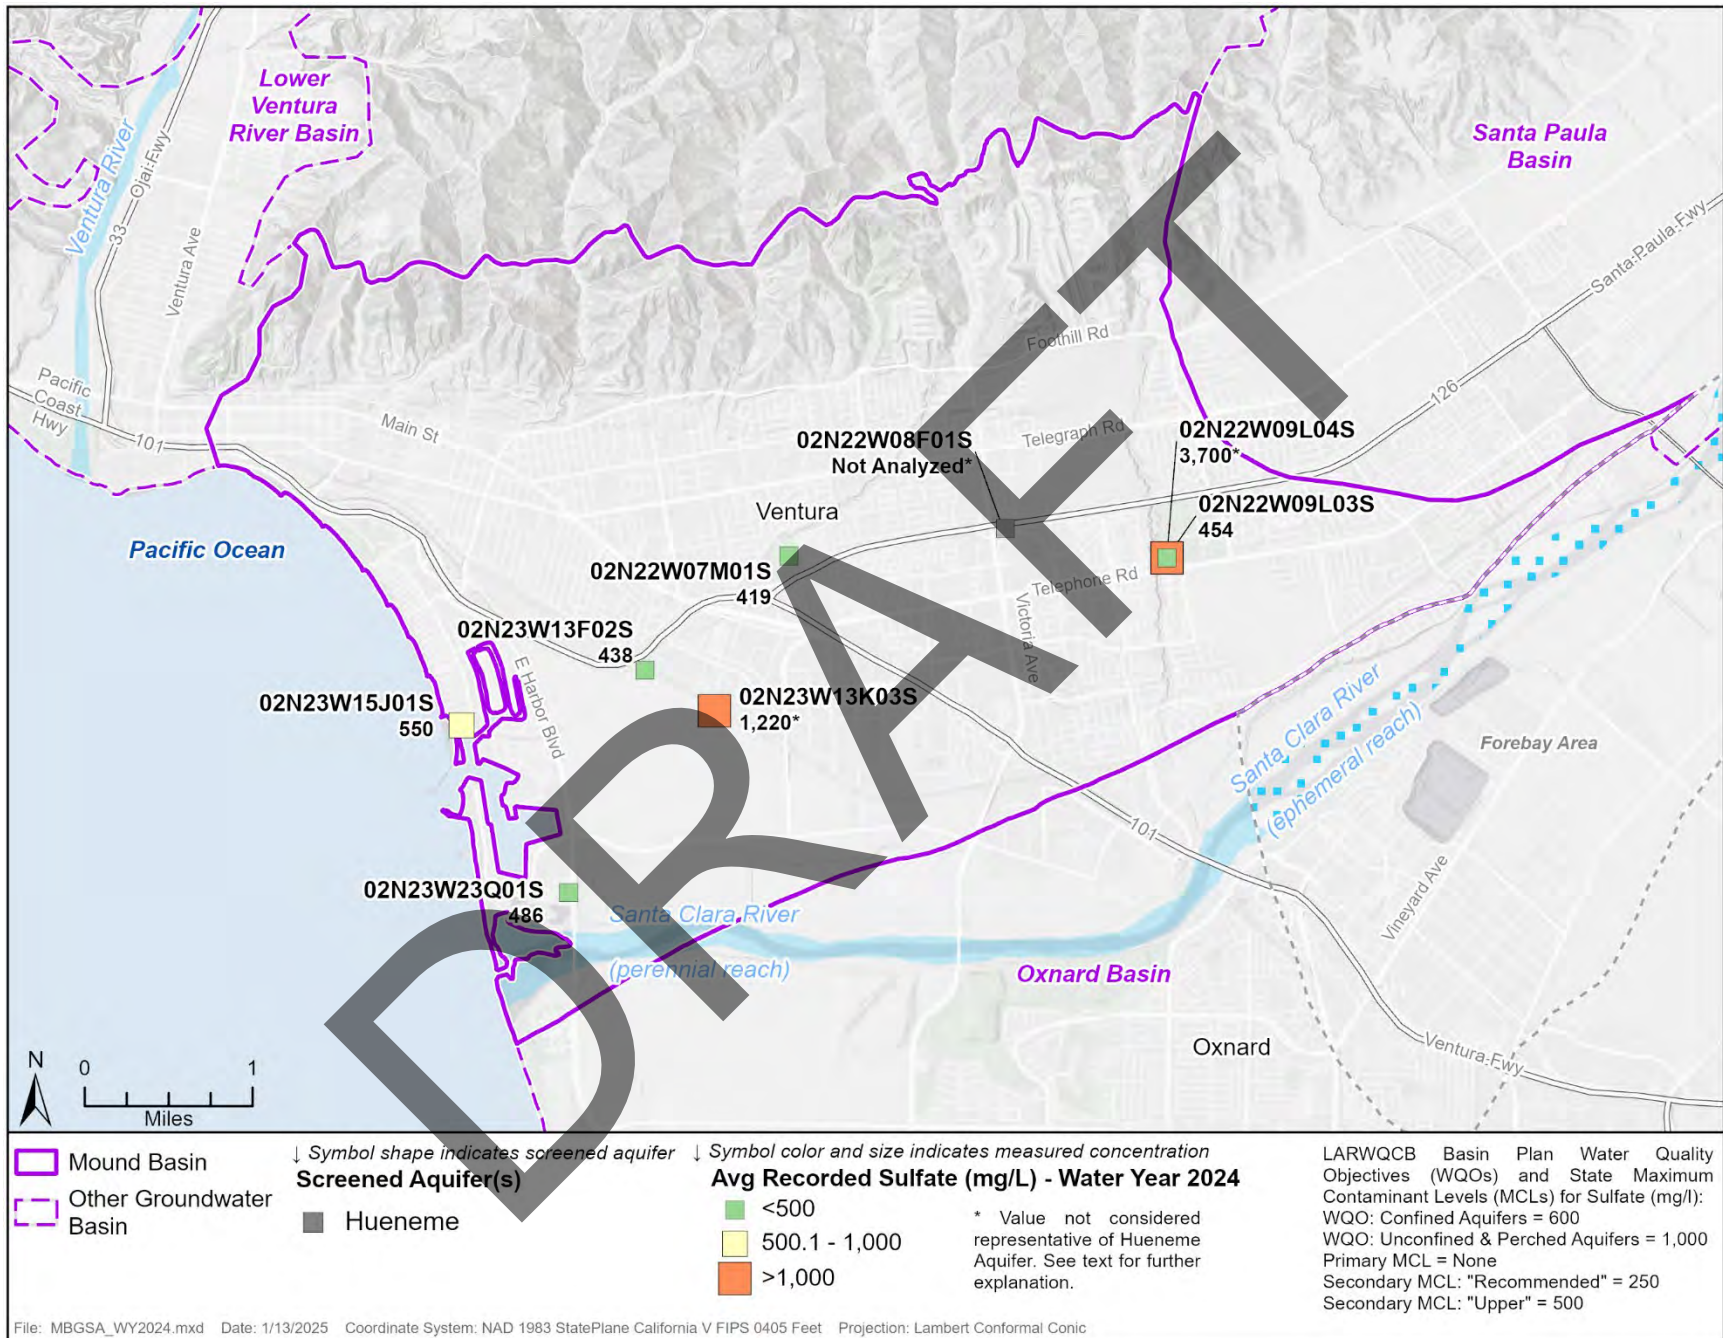 Lower
Ventura
River Basin
Santa Paula
Basin
Ventura River
33
Ojai-Fwy
Ventura Ave
Santa-Paula-Fwy
Foothill Rd
126
Pacific
Coast
Hwy
101
Main St
Telegraph Rd
02N22W08F01S
Not Analyzed*
02N22W09L04S
3,700*
02N22W09L03S
454
Ventura
Pacific Ocean
02N22W07M01S
419
Telephone Rd
Victoria Ave
02N23W13F02S
438
E Harbor Blvd
02N23W15J01S
550
02N23W13K03S
1,220*
Santa Clara River
(ephemeral reach)
Forebay Area
101
Vineyard Ave
02N23W23Q01S
486
Santa Clara River
(perennial reach)
Oxnard Basin
Oxnard
Ventura-Fwy
DRAFT
N
0 1
Miles
Mound Basin
Other Groundwater
Basin
↓ Symbol shape indicates screened aquifer
Screened Aquifer(s)
Hueneme
↓ Symbol color and size indicates measured concentration
Avg Recorded Sulfate (mg/L) - Water Year 2024
<500
500.1 - 1,000
>1,000
* Value not considered
representative of Hueneme
Aquifer. See text for further
explanation.
LARWQCB Basin Plan Water Quality
Objectives (WQOs) and State Maximum
Contaminant Levels (MCLs) for Sulfate (mg/l):
WQO: Confined Aquifers = 600
WQO: Unconfined & Perched Aquifers = 1,000
Primary MCL = None
Secondary MCL: "Recommended" = 250
Secondary MCL: "Upper" = 500
File: MBGSA_WY2024.mxd Date: 1/13/2025 Coordinate System: NAD 1983 StatePlane California V FIPS 0405 Feet Projection: Lambert Conformal Conic